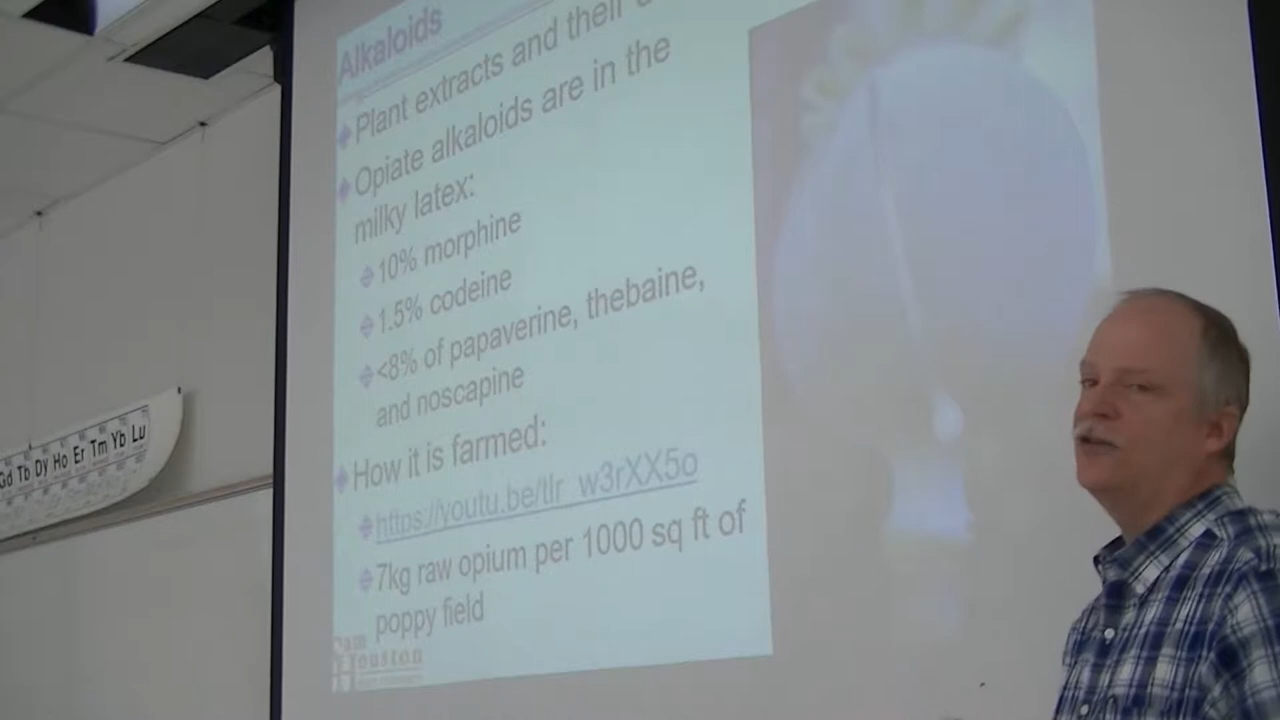 Alkaloids
Plant extracts and their
Opiate alkaloids are in the
milky latex:
10% morphine
1.5% codeine
<8% of papaverine, thebaine,
and noscapine
How it is farmed:
https://youtu.be/tlr_w3rXX5o
7kg raw opium per 1000 sq ft of
poppy field
Sam
Houston
Gd Tb Dy Ho Er Tm Yb Lu